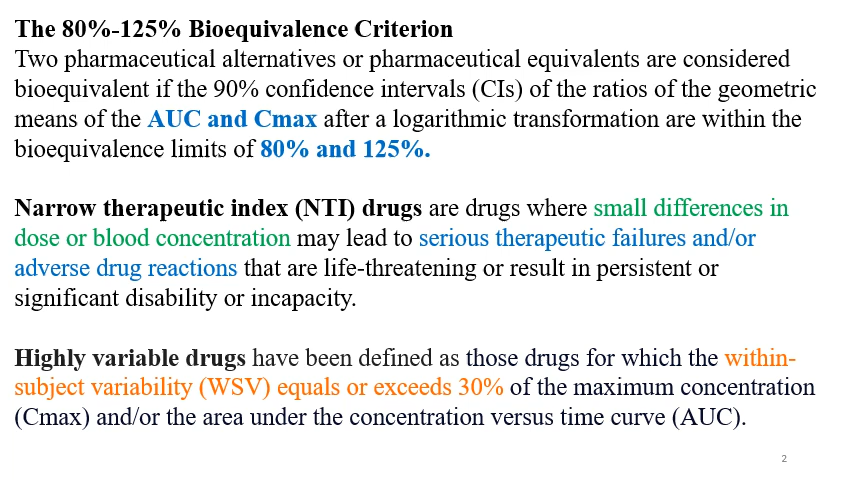 The 80%-125% Bioequivalence Criterion
Two pharmaceutical alternatives or pharmaceutical equivalents are considered
bioequivalent if the 90% confidence intervals (CIs) of the ratios of the geometric
means of the AUC and Cmax after a logarithmic transformation are within the
bioequivalence limits of 80% and 125%.
Narrow therapeutic index (NTI) drugs are drugs where small differences in
dose or blood concentration may lead to serious therapeutic failures and/or
adverse drug reactions that are life-threatening or result in persistent or
significant disability or incapacity.
Highly variable drugs have been defined as those drugs for which the within-
subject variability (WSV) equals or exceeds 30% of the maximum concentration
(Cmax) and/or the area under the concentration versus time curve (AUC).
2